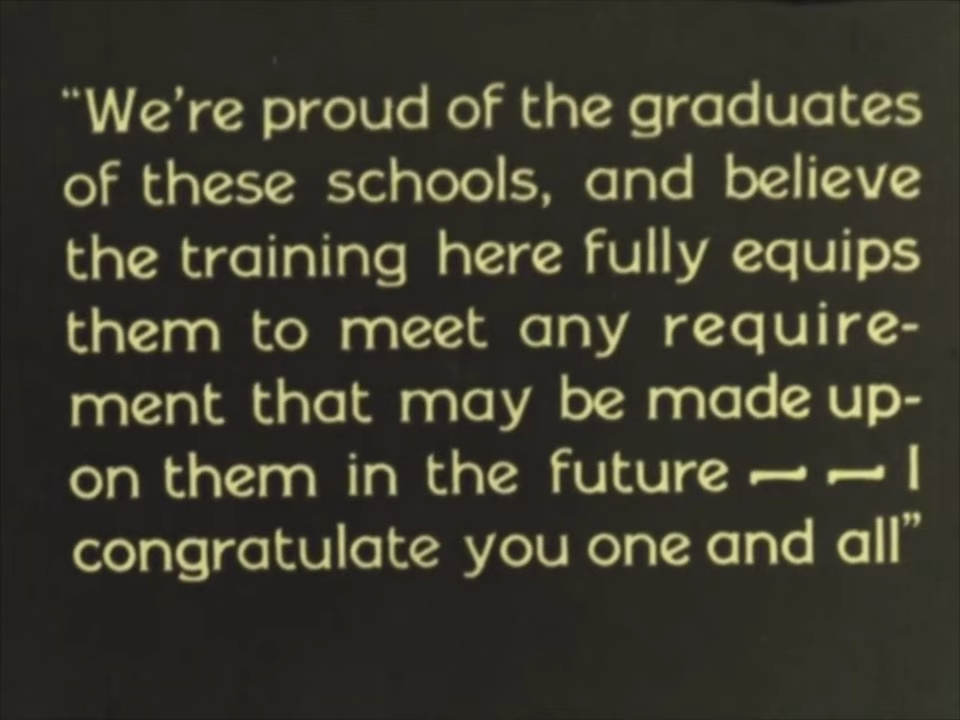 “We’re proud of the graduates
of these schools, and believe
the training here fully equips
them to meet any require-
ment that may be made up-
on them in the future — — I
congratulate you one and all”